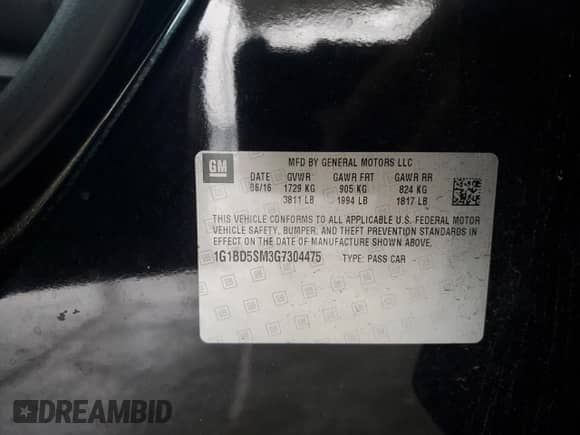 GM
MFD BY GENERAL MOTORS LLC
DATE GVWR GAWR FRT GAWR RR
06/16 1729 KG 905 KG 824 KG
3811 LB 1994 LB 1817 LB
THIS VEHICLE CONFORMS TO ALL APPLICABLE U.S. FEDERAL MOTOR
VEHICLE SAFETY, BUMPER, AND THEFT PREVENTION STANDARDS IN
EFFECT ON THE DATE OF MANUFACTURE SHOWN ABOVE.
1G1BD5SM3G7304475 TYPE: PASS CAR
DREAMBID